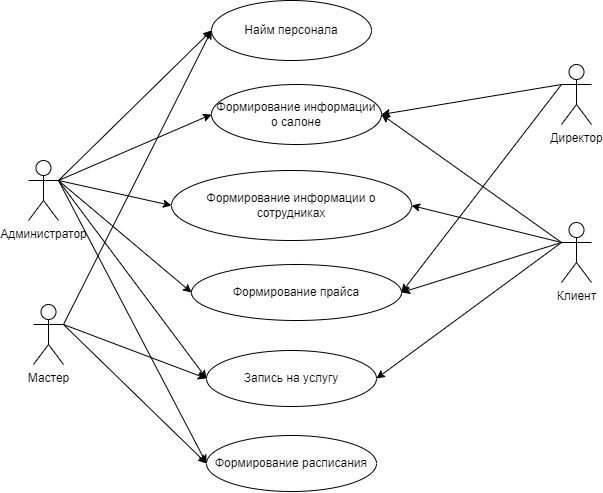 Найм персонала
Формирование информации
о салоне
Директор
Формирование информации о
сотрудниках
Администратор
Формирование прайса
Клиент
Мастер
Запись на услугу
Формирование расписания